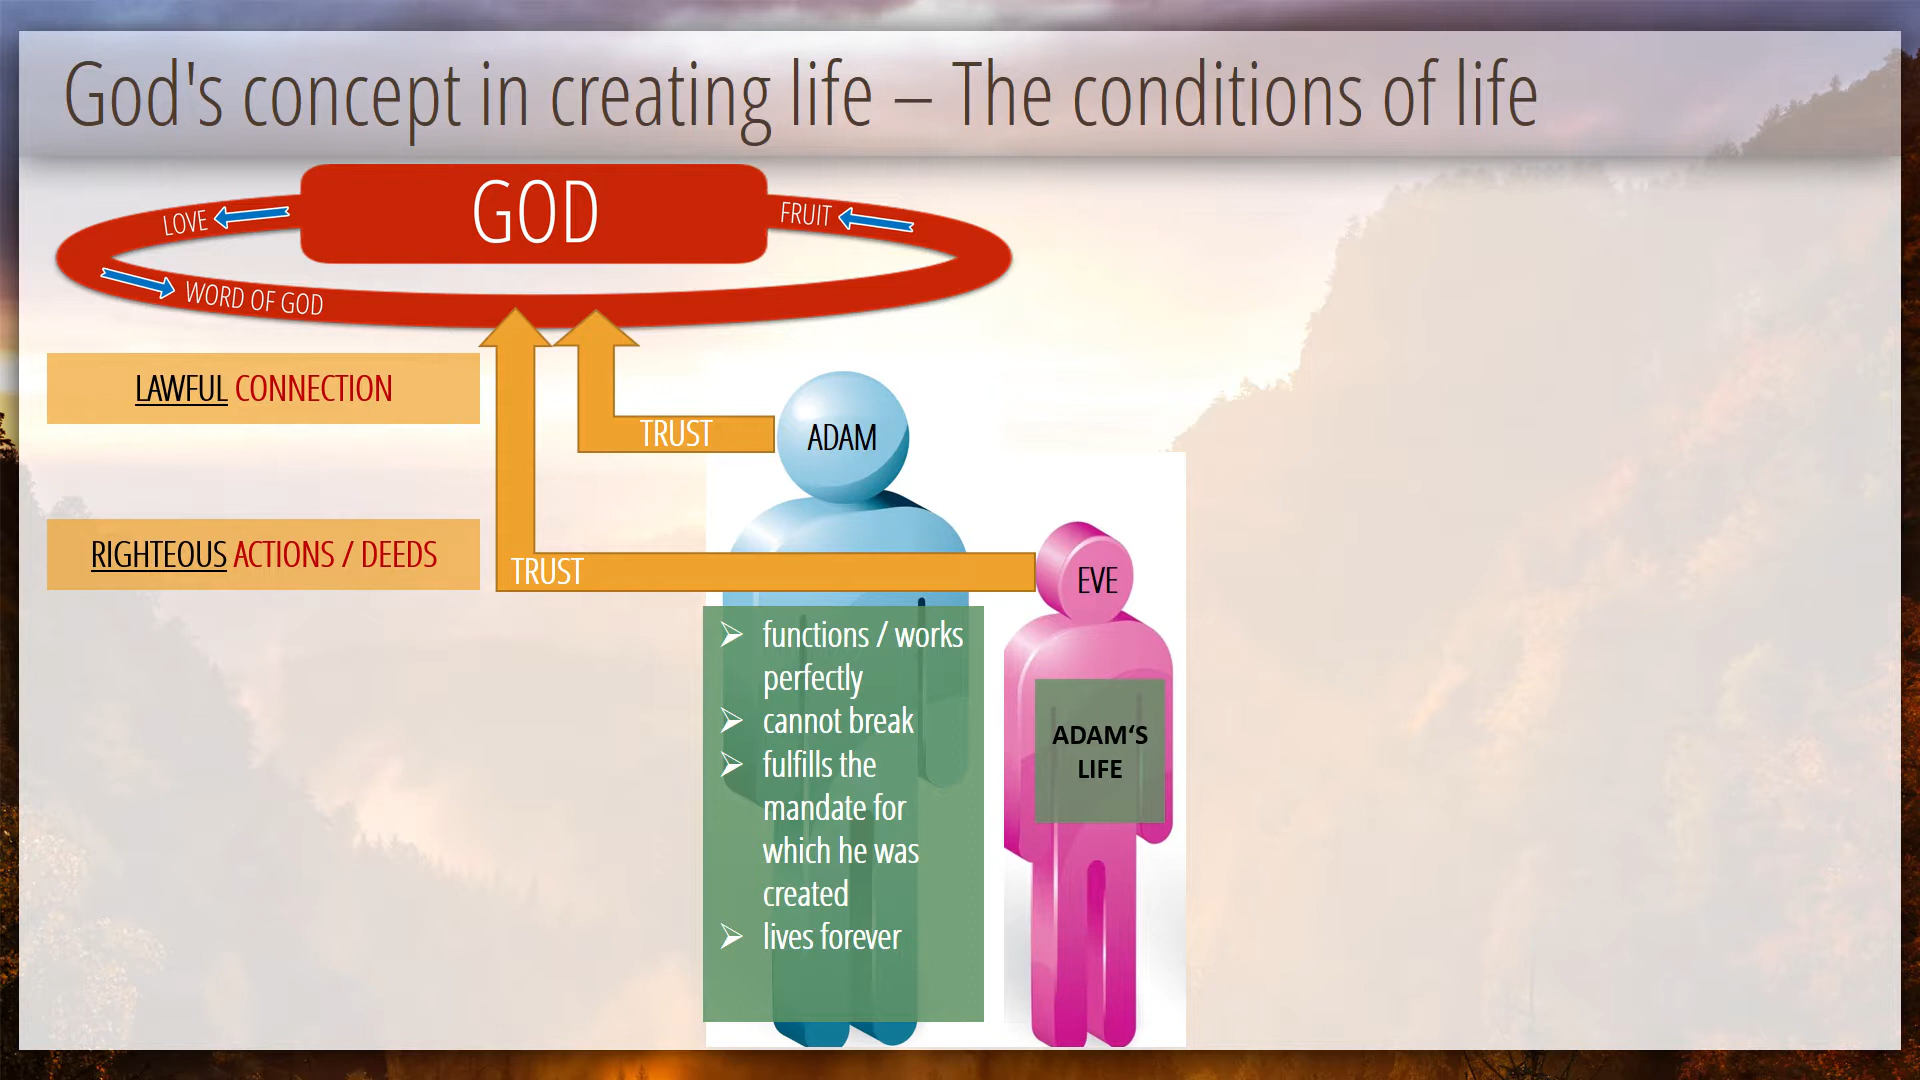 God's concept in creating life – The conditions of life
GOD
LOVE
FRUIT
WORD OF GOD
LAWFUL CONNECTION
TRUST
ADAM
RIGHTEOUS ACTIONS / DEEDS
TRUST
EVE
functions / works
perfectly
cannot break
fulfills the
mandate for
which he was
created
lives forever
ADAM‘S
LIFE